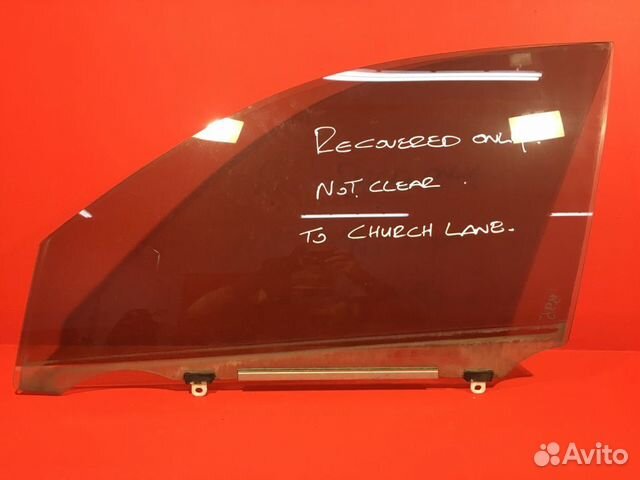 RECOVERED ONLY.
NOT CLEAR.
TO CHURCH LANE.
Avito